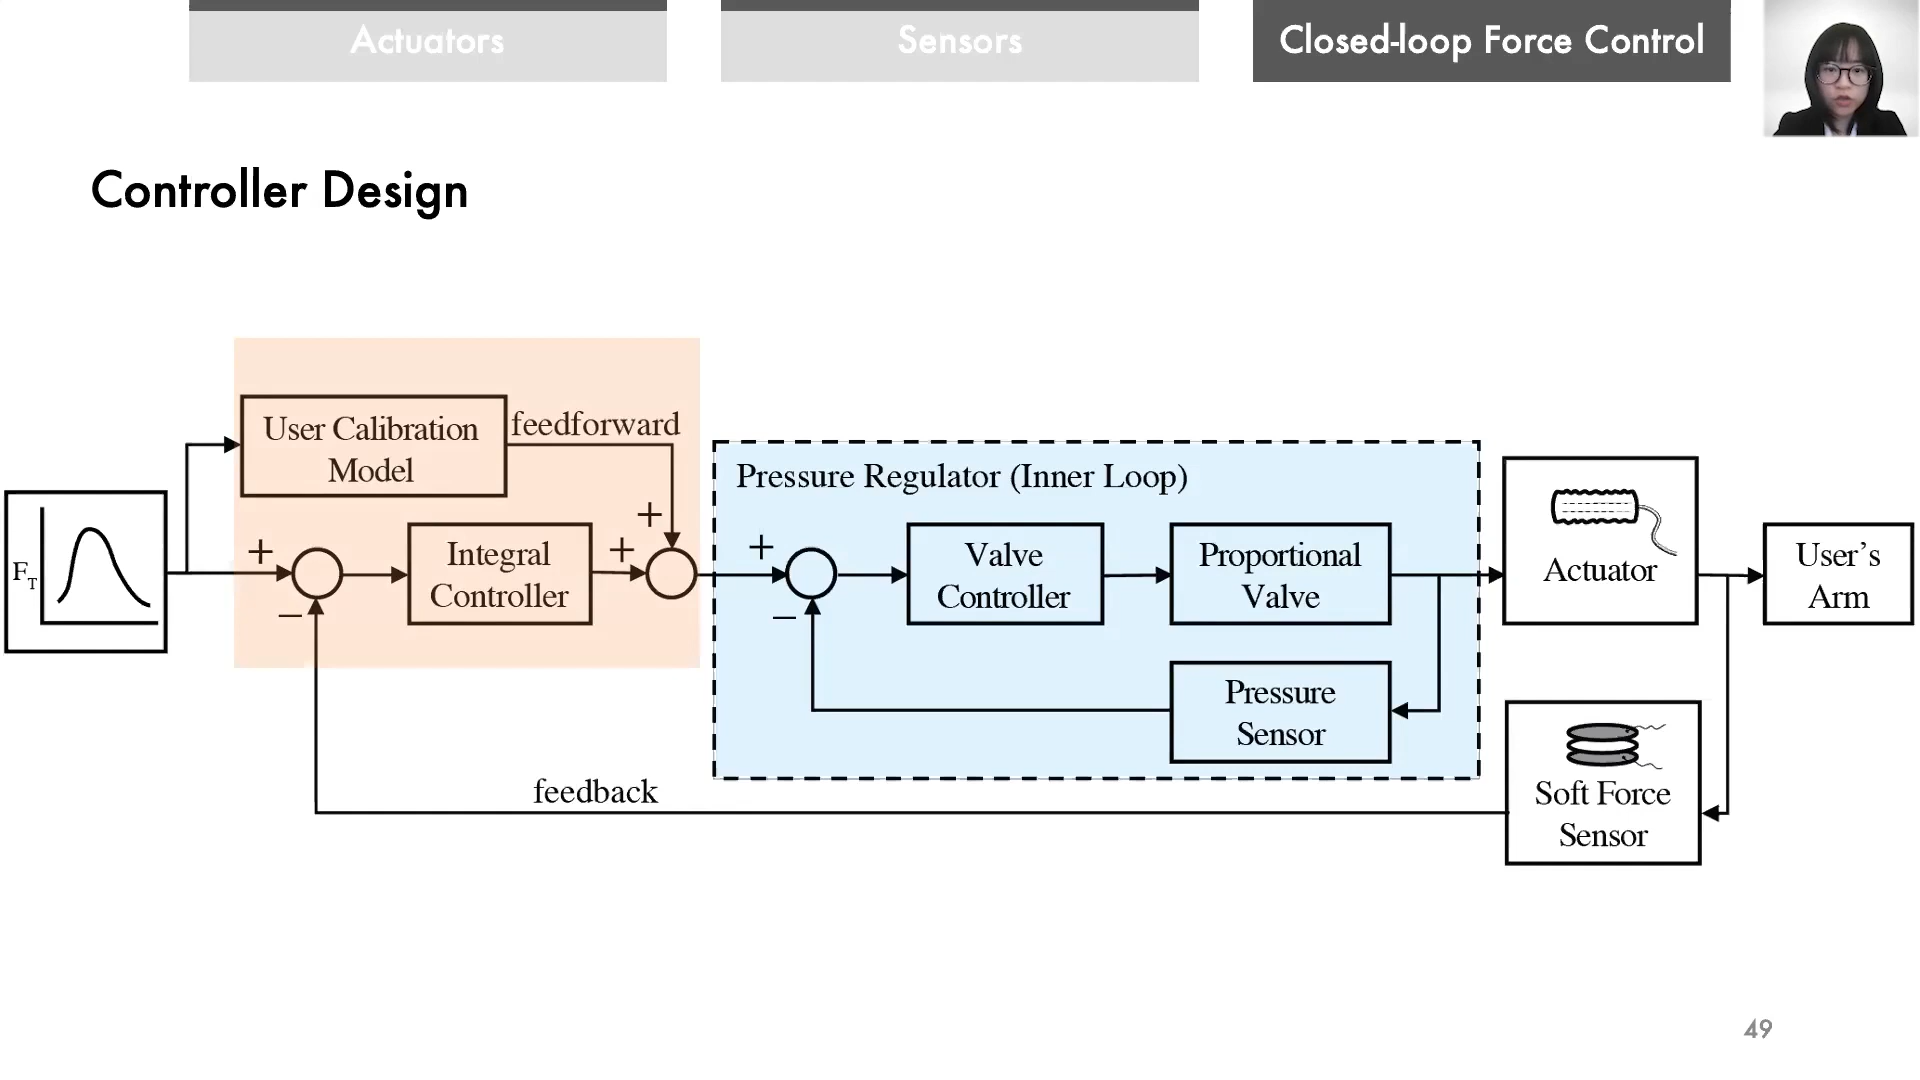 Actuators
Sensors
Closed-loop Force Control
Controller Design
User Calibration
Model
feedforward
Pressure Regulator (Inner Loop)
F_T
+
−
Integral
Controller
+
+
+
−
Valve
Controller
Proportional
Valve
Actuator
User’s
Arm
Pressure
Sensor
feedback
Soft Force
Sensor
49